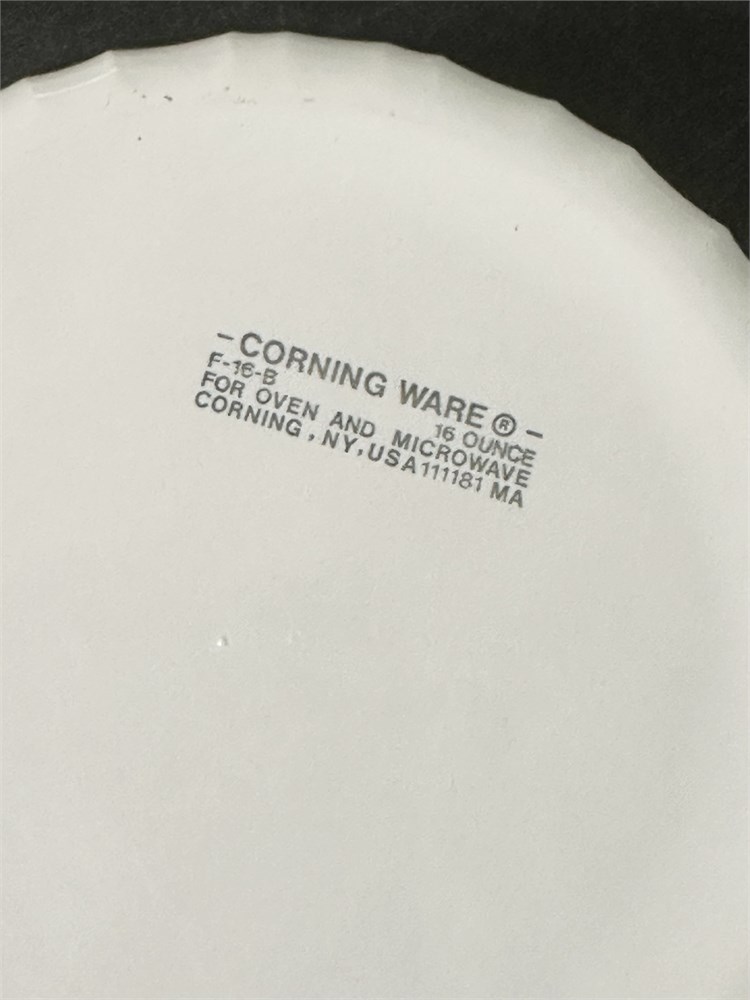 -CORNING WARE®-
F-16-B 16 OUNCE
FOR OVEN AND MICROWAVE
CORNING, NY, USA 111181 MA